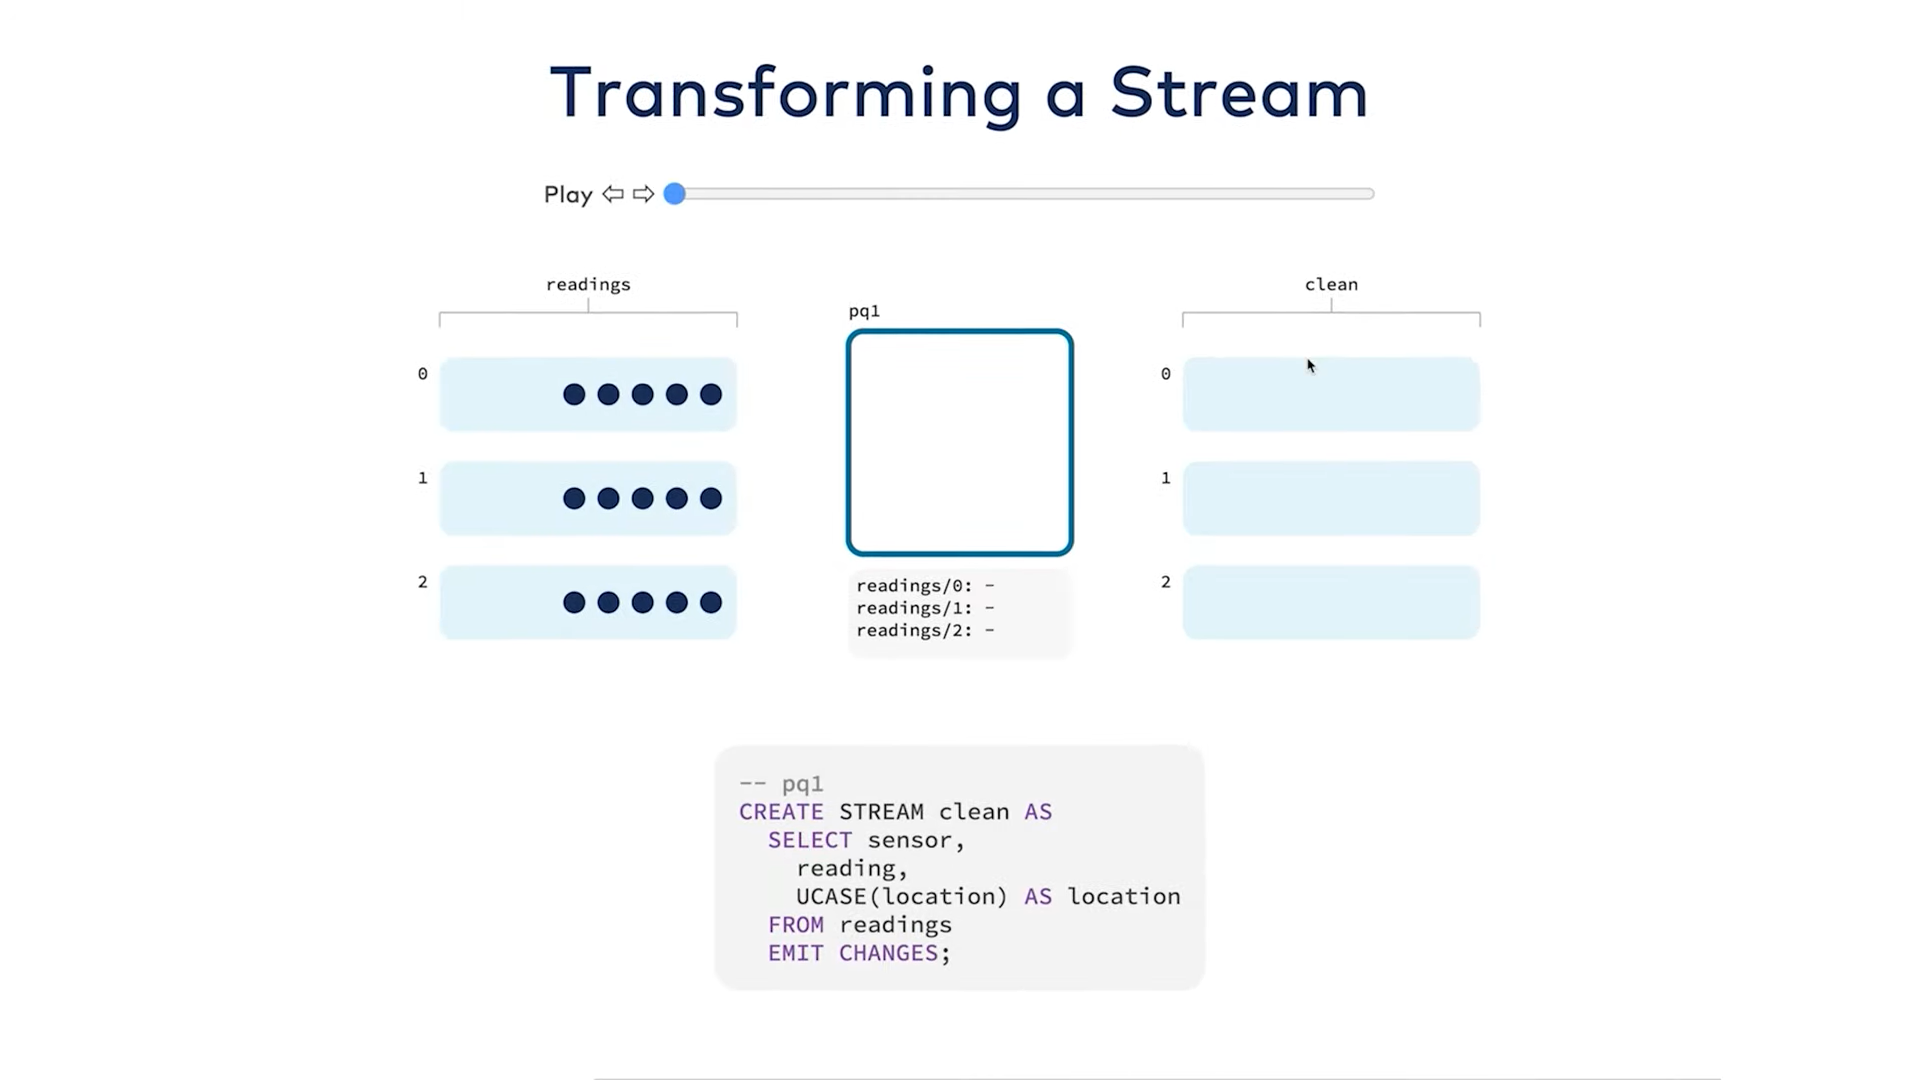 Transforming a Stream
Play ⇦ ⇨
readings
clean
pq1
0
1
2
0
1
2
readings/0: -
readings/1: -
readings/2: -
-- pq1
CREATE STREAM clean AS
  SELECT sensor,
    reading,
    UCASE(location) AS location
  FROM readings
  EMIT CHANGES;